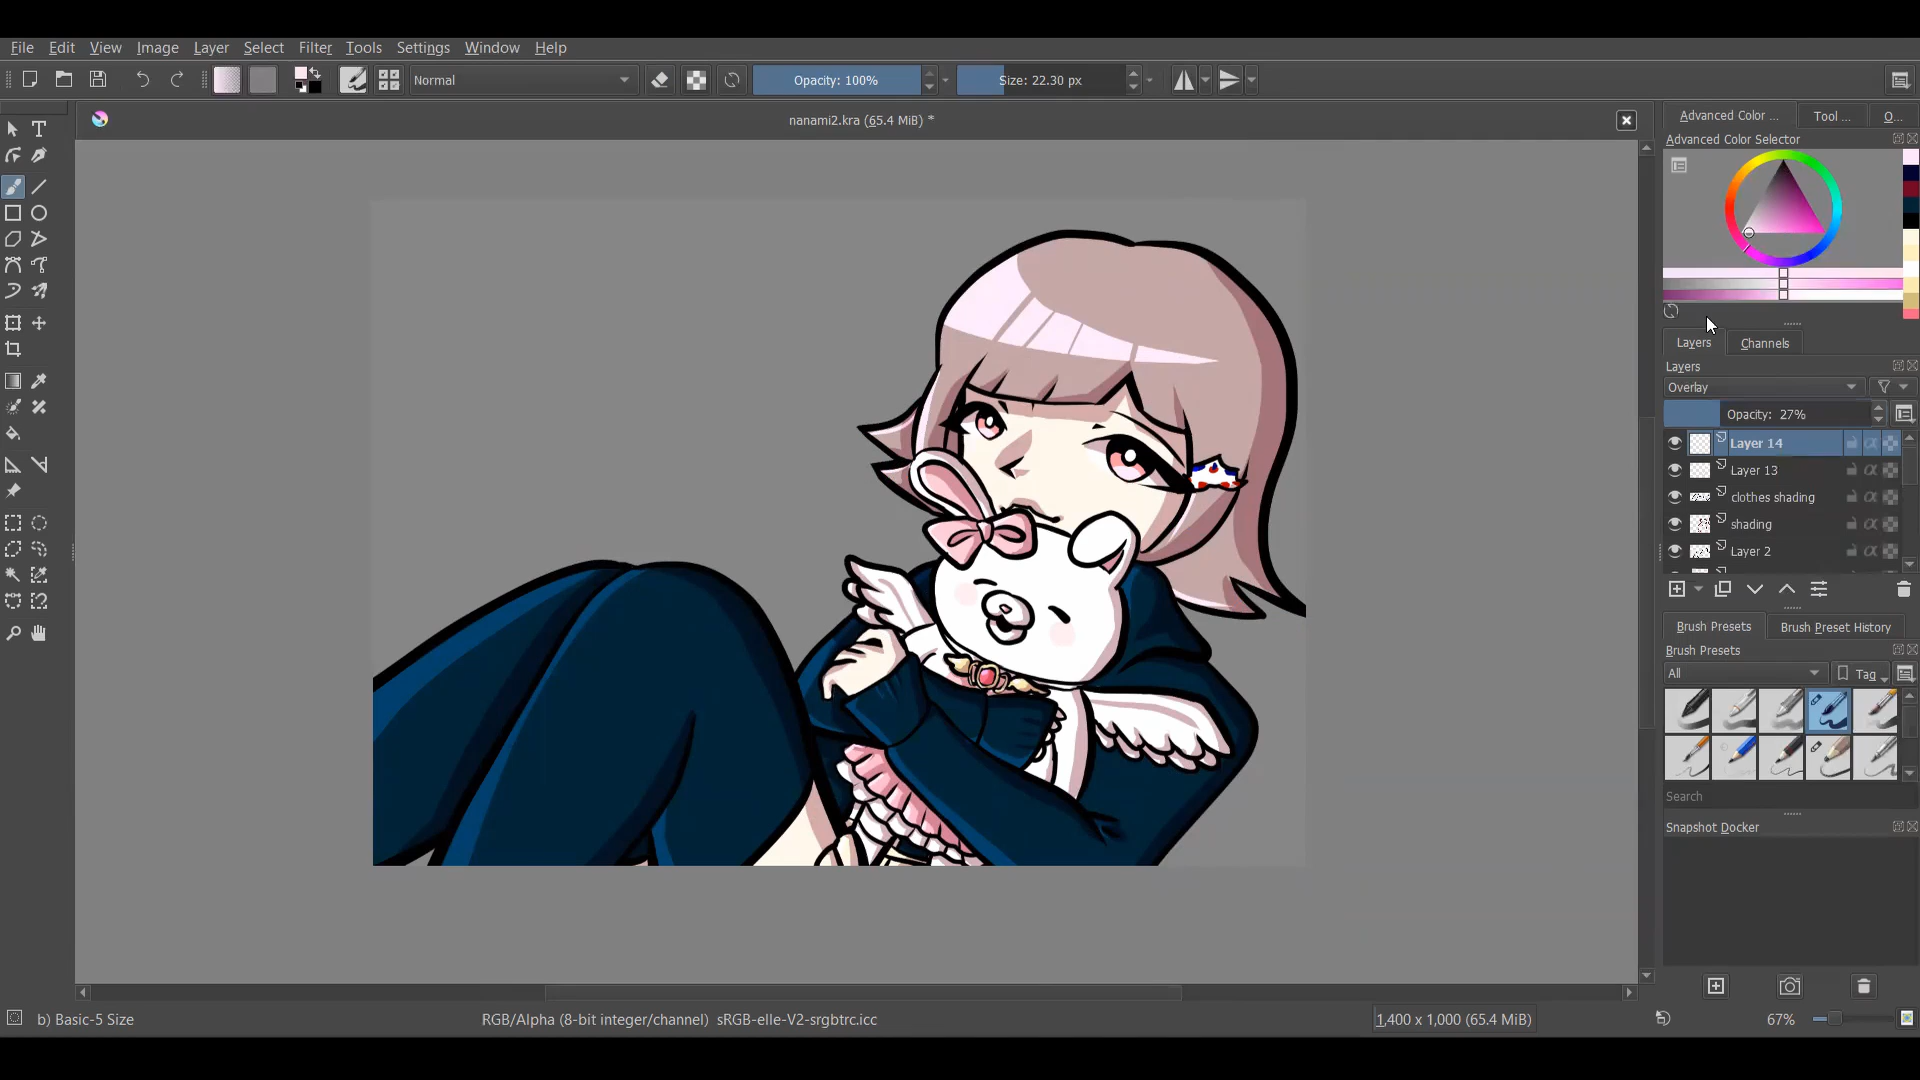 File Edit View Image Layer Select Filter Tools Settings Window Help
Normal Opacity: 100% Size: 22.30 px
nanami2.kra (65.4 MiB) *
Advanced Color ... Tool ... O...
Advanced Color Selector
Layers Channels
Layers
Overlay
Opacity: 27%
Layer 14
Layer 13
clothes shading
shading
Layer 2
Brush Presets Brush Preset History
Brush Presets
All Tag
Search
Snapshot Docker
b) Basic-5 Size RGB/Alpha (8-bit integer/channel) sRGB-elle-V2-srgbtrc.icc 1,400 x 1,000 (65.4 MiB) 67%